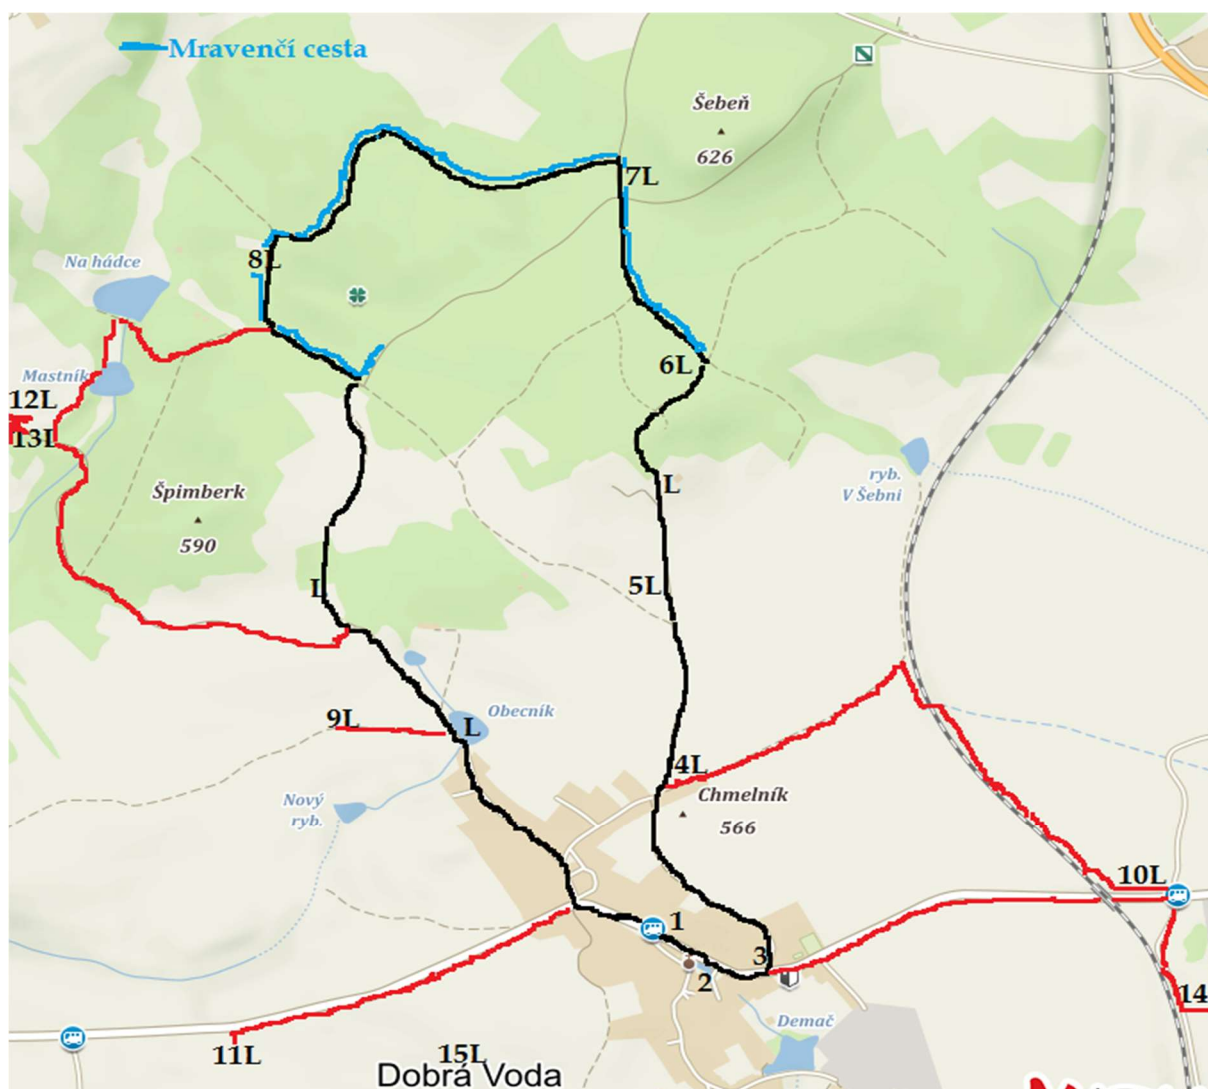 Mravenčí cesta
Šebeň
626
7L
8L
Na hádce
Mastník
6L
12L
13L
ryb.
V Šebni
L
Špimberk
590
L
5L
9L
Obecník
L
4L
Chmelník
566
Nový
ryb.
10L
1
3
2
14
Demač
11L
15L
Dobrá Voda